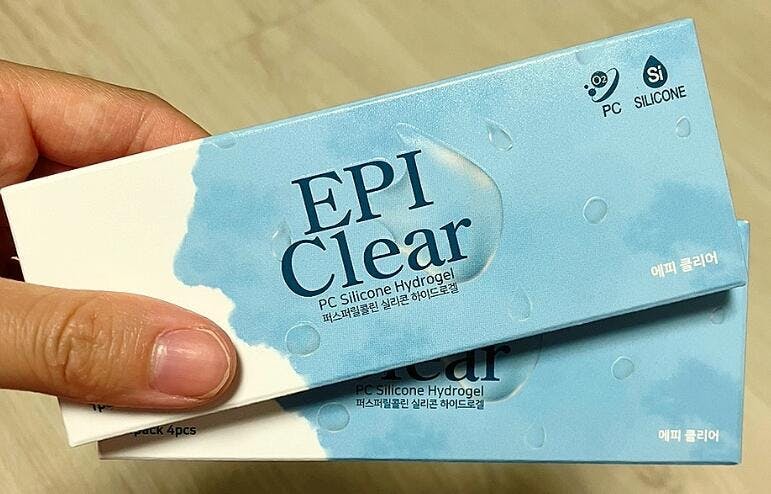 O2
PC
Si
SILICONE
EPI
Clear
PC Silicone Hydrogel
퍼스퍼릴콜린 실리콘 하이드로겔
에피 클리어
PC Silicone Hydrogel
퍼스퍼릴콜린 실리콘 하이드로겔
pack 4pcs
에피 클리어